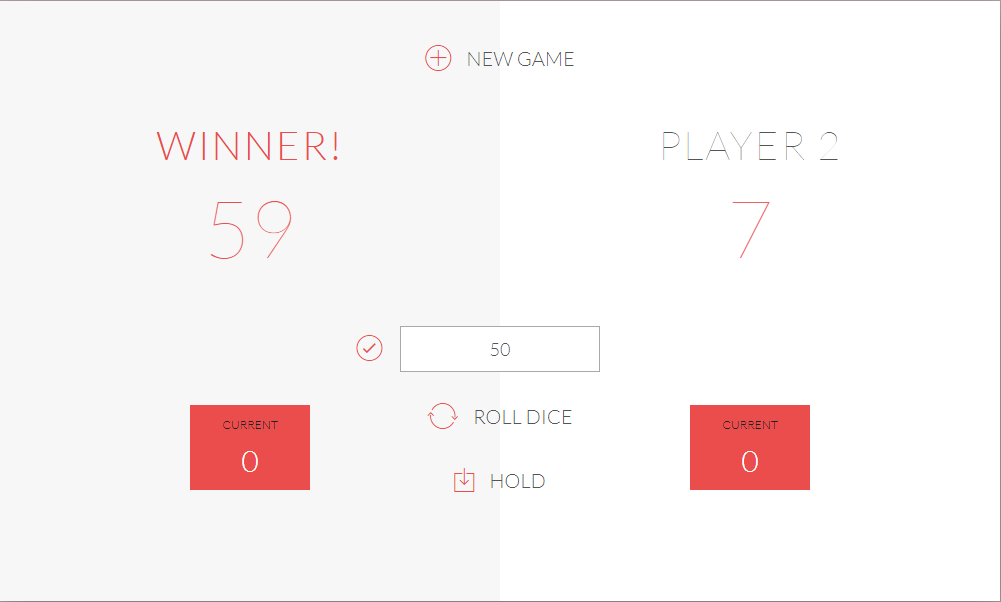 NEW GAME
WINNER!
59
PLAYER 2
7
50
CURRENT
0
ROLL DICE
HOLD
CURRENT
0